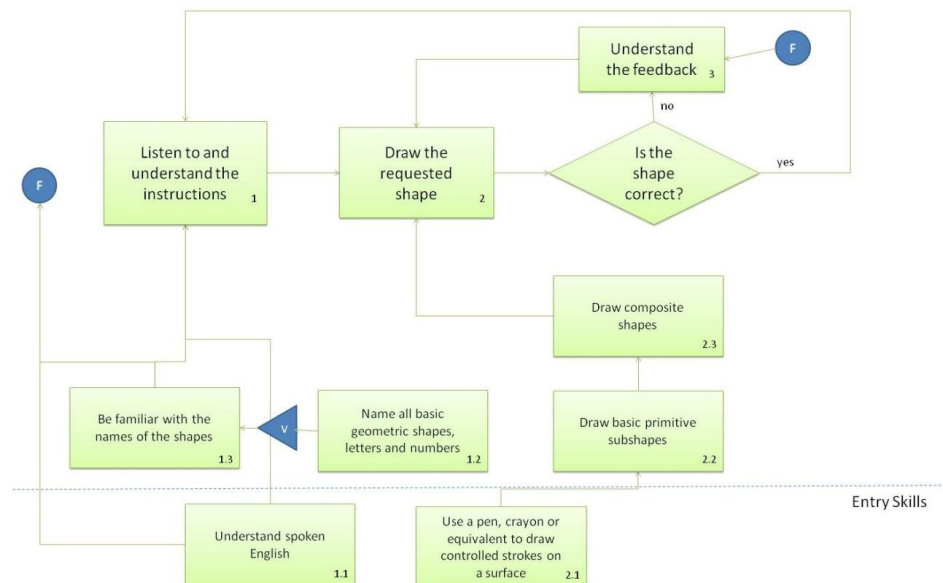 Understand
the feedback
3
F
no
Listen to and
understand the
instructions
1
Draw the
requested
shape
2
Is the
shape
correct?
yes
F
Draw composite
shapes
2.3
Be familiar with the
names of the shapes
1.3
V
Name all basic
geometric shapes,
letters and numbers
1.2
Draw basic primitive
subshapes
2.2
Entry Skills
Understand spoken
English
1.1
Use a pen, crayon or
equivalent to draw
controlled strokes on
a surface
2.1